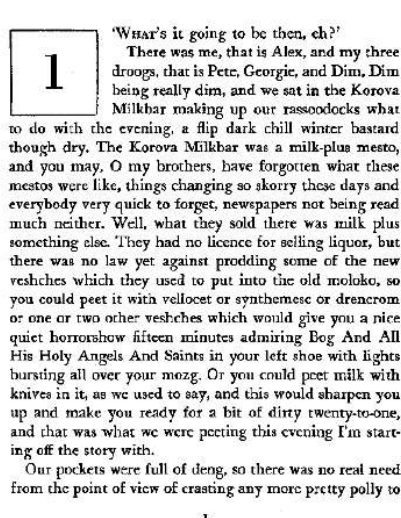 1
‘WHAT’s it going to be then, eh?’
There was me, that is Alex, and my three
droogs, that is Pete, Georgie, and Dim, Dim
being really dim, and we sat in the Korova
Milkbar making up our rassoodocks what
to do with the evening, a flip dark chill winter bastard
though dry. The Korova Milkbar was a milk-plus mesto,
and you may, O my brothers, have forgotten what these
mestos were like, things changing so skorry these days and
everybody very quick to forget, newspapers not being read
much neither. Well, what they sold there was milk plus
something else. They had no licence for selling liquor, but
there was no law yet against prodding some of the new
veshches which they used to put into the old moloko, so
you could peet it with vellocet or synthemesc or drencrom
or one or two other veshches which would give you a nice
quiet horrorshow fifteen minutes admiring Bog And All
His Holy Angels And Saints in your left shoe with lights
bursting all over your mozg. Or you could peet milk with
knives in it, as we used to say, and this would sharpen you
up and make you ready for a bit of dirty twenty-to-one,
and that was what we were peeting this evening I’m start-
ing off the story with.
Our pockets were full of deng, so there was no real need
from the point of view of crasting any more pretty polly to